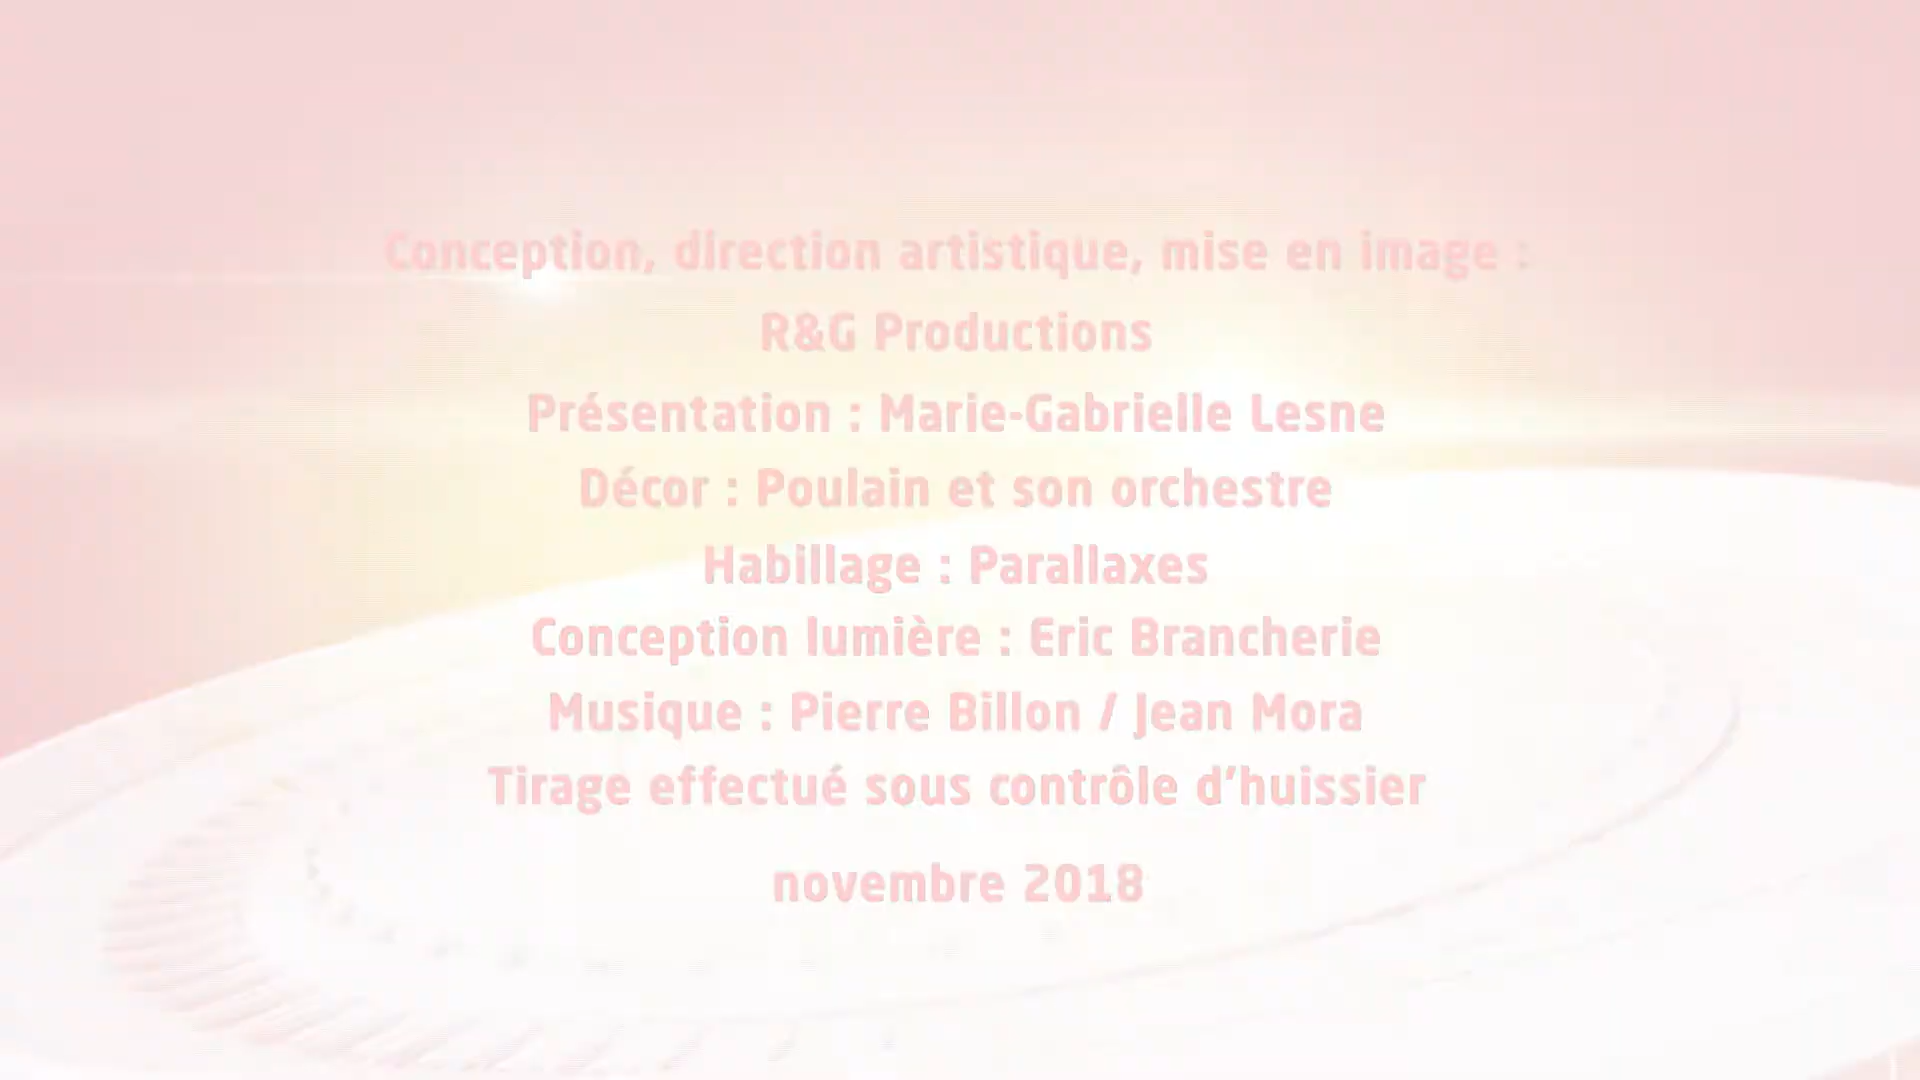 Conception, direction artistique, mise en image :
R&G Productions
Présentation : Marie-Gabrielle Lesne
Décor : Poulain et son orchestre
Habillage : Parallaxes
Conception lumière : Eric Brancherie
Musique : Pierre Billon / Jean Mora
Tirage effectué sous contrôle d'huissier
novembre 2018